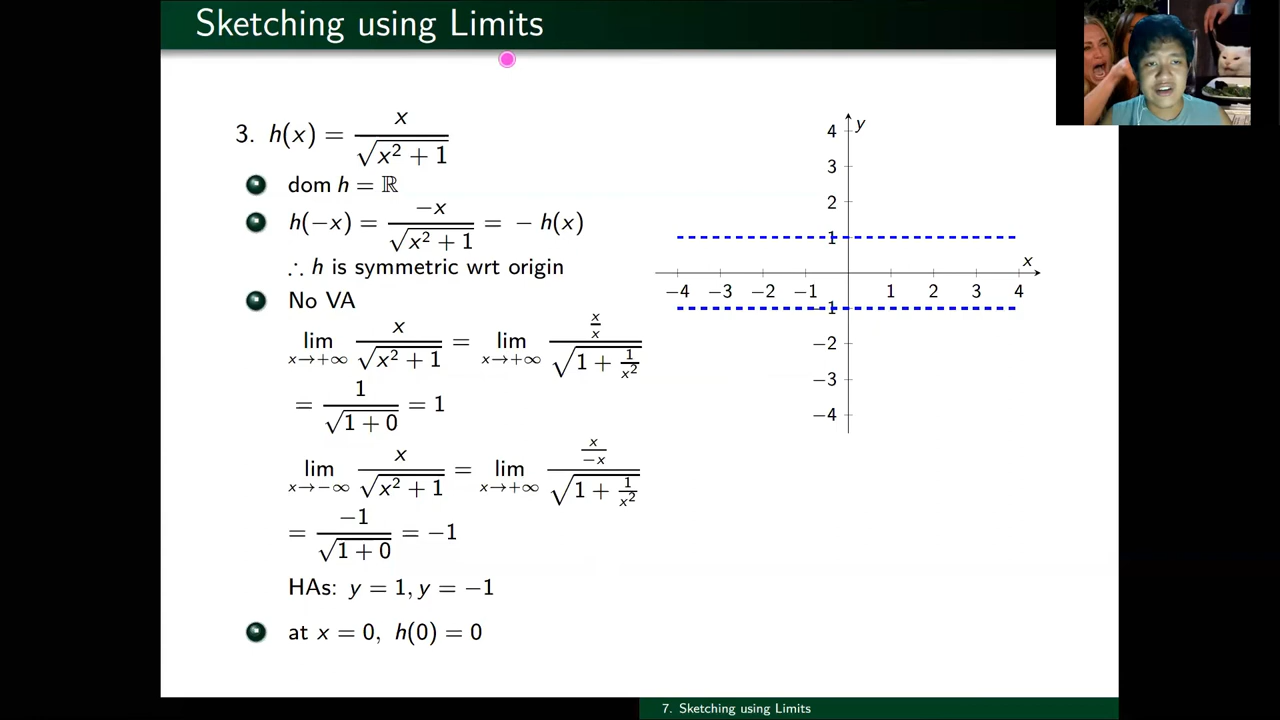 Sketching using Limits
3. h(x) = x / √(x² + 1)
dom h = ℝ
h(−x) = −x / √(x² + 1) = − h(x)
∴ h is symmetric wrt origin
No VA
lim x→+∞ x / √(x² + 1) = lim x→+∞ (x/x) / √(1 + 1/x²)
= 1 / √(1 + 0) = 1
lim x→−∞ x / √(x² + 1) = lim x→+∞ (x/−x) / √(1 + 1/x²)
= −1 / √(1 + 0) = −1
HAs: y = 1, y = −1
at x = 0, h(0) = 0
y
4
3
2
1
x
−4 −3 −2 −1 1 2 3 4
−1
−2
−3
−4
7. Sketching using Limits